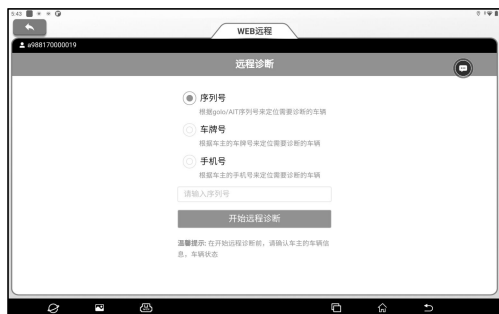 5:43
WEB远程
a988170000019
远程诊断
序列号
根据golo/AIT序列号来定位需要诊断的车辆
车牌号
根据车主的车牌号来定位需要诊断的车辆
手机号
根据车主的手机号来定位需要诊断的车辆
请输入序列号
开始远程诊断
温馨提示: 在开始远程诊断前，请确认车主的车辆信
息，车辆状态